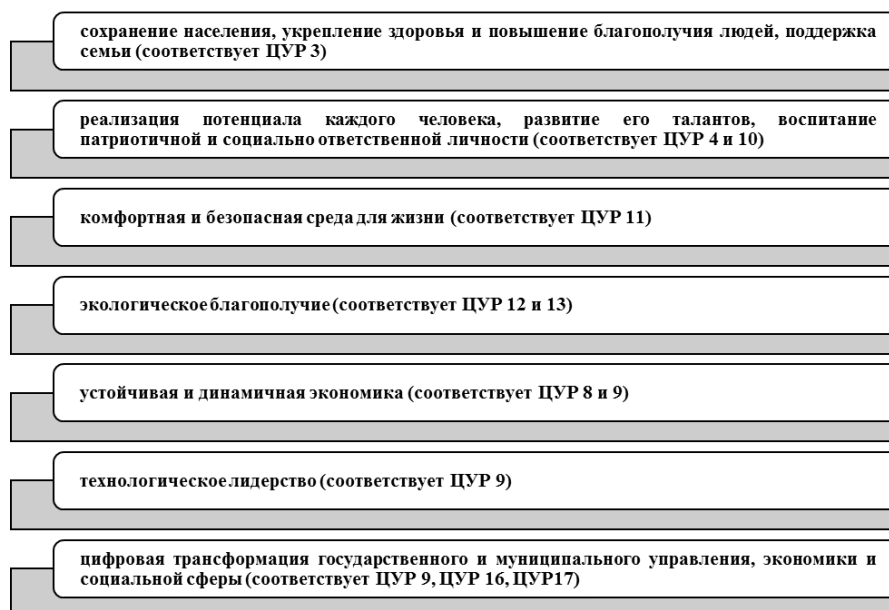 сохранение населения, укрепление здоровья и повышение благополучия людей, поддержка
семьи (соответствует ЦУР 3)
реализация потенциала каждого человека, развитие его талантов, воспитание
патриотичной и социально ответственной личности (соответствует ЦУР 4 и 10)
комфортная и безопасная среда для жизни (соответствует ЦУР 11)
экологическое благополучие (соответствует ЦУР 12 и 13)
устойчивая и динамичная экономика (соответствует ЦУР 8 и 9)
технологическое лидерство (соответствует ЦУР 9)
цифровая трансформация государственного и муниципального управления, экономики и
социальной сферы (соответствует ЦУР 9, ЦУР 16, ЦУР17)